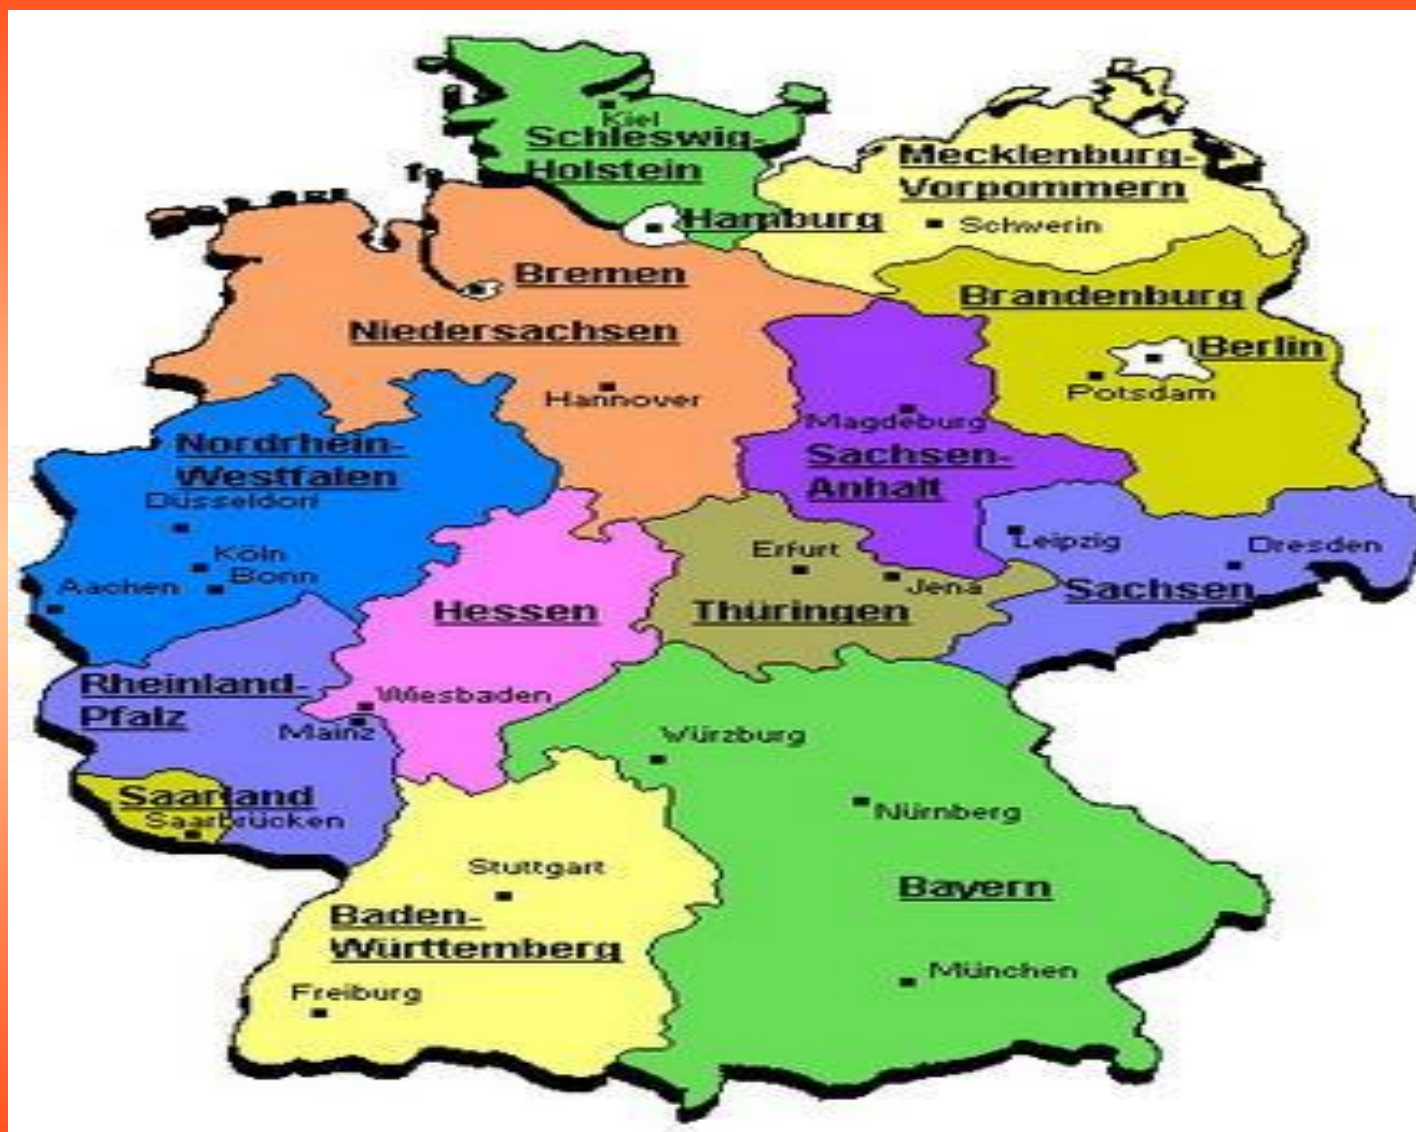 Kiel
Schleswig-
Holstein
Mecklenburg-
Vorpommern
Hamburg
Schwerin
Bremen
Brandenburg
Niedersachsen
Berlin
Hannover
Potsdam
Magdeburg
Nordrhein-
Westfalen
Sachsen-
Anhalt
Düsseldorf
Köln
Bonn
Aachen
Erfurt
Leipzig
Dresden
Jena
Sachsen
Hessen
Thüringen
Rheinland-
Pfalz
Wiesbaden
Mainz
Würzburg
Saarland
Saarbrücken
Nürnberg
Stuttgart
Bayern
Baden-
Württemberg
München
Freiburg